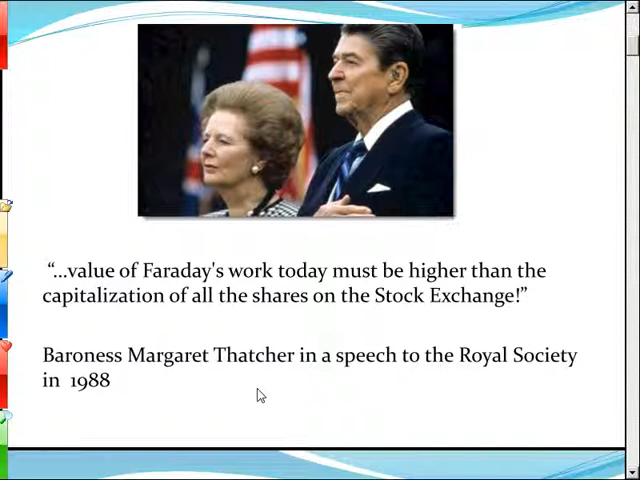 “...value of Faraday's work today must be higher than the
capitalization of all the shares on the Stock Exchange!”
Baroness Margaret Thatcher in a speech to the Royal Society
in 1988